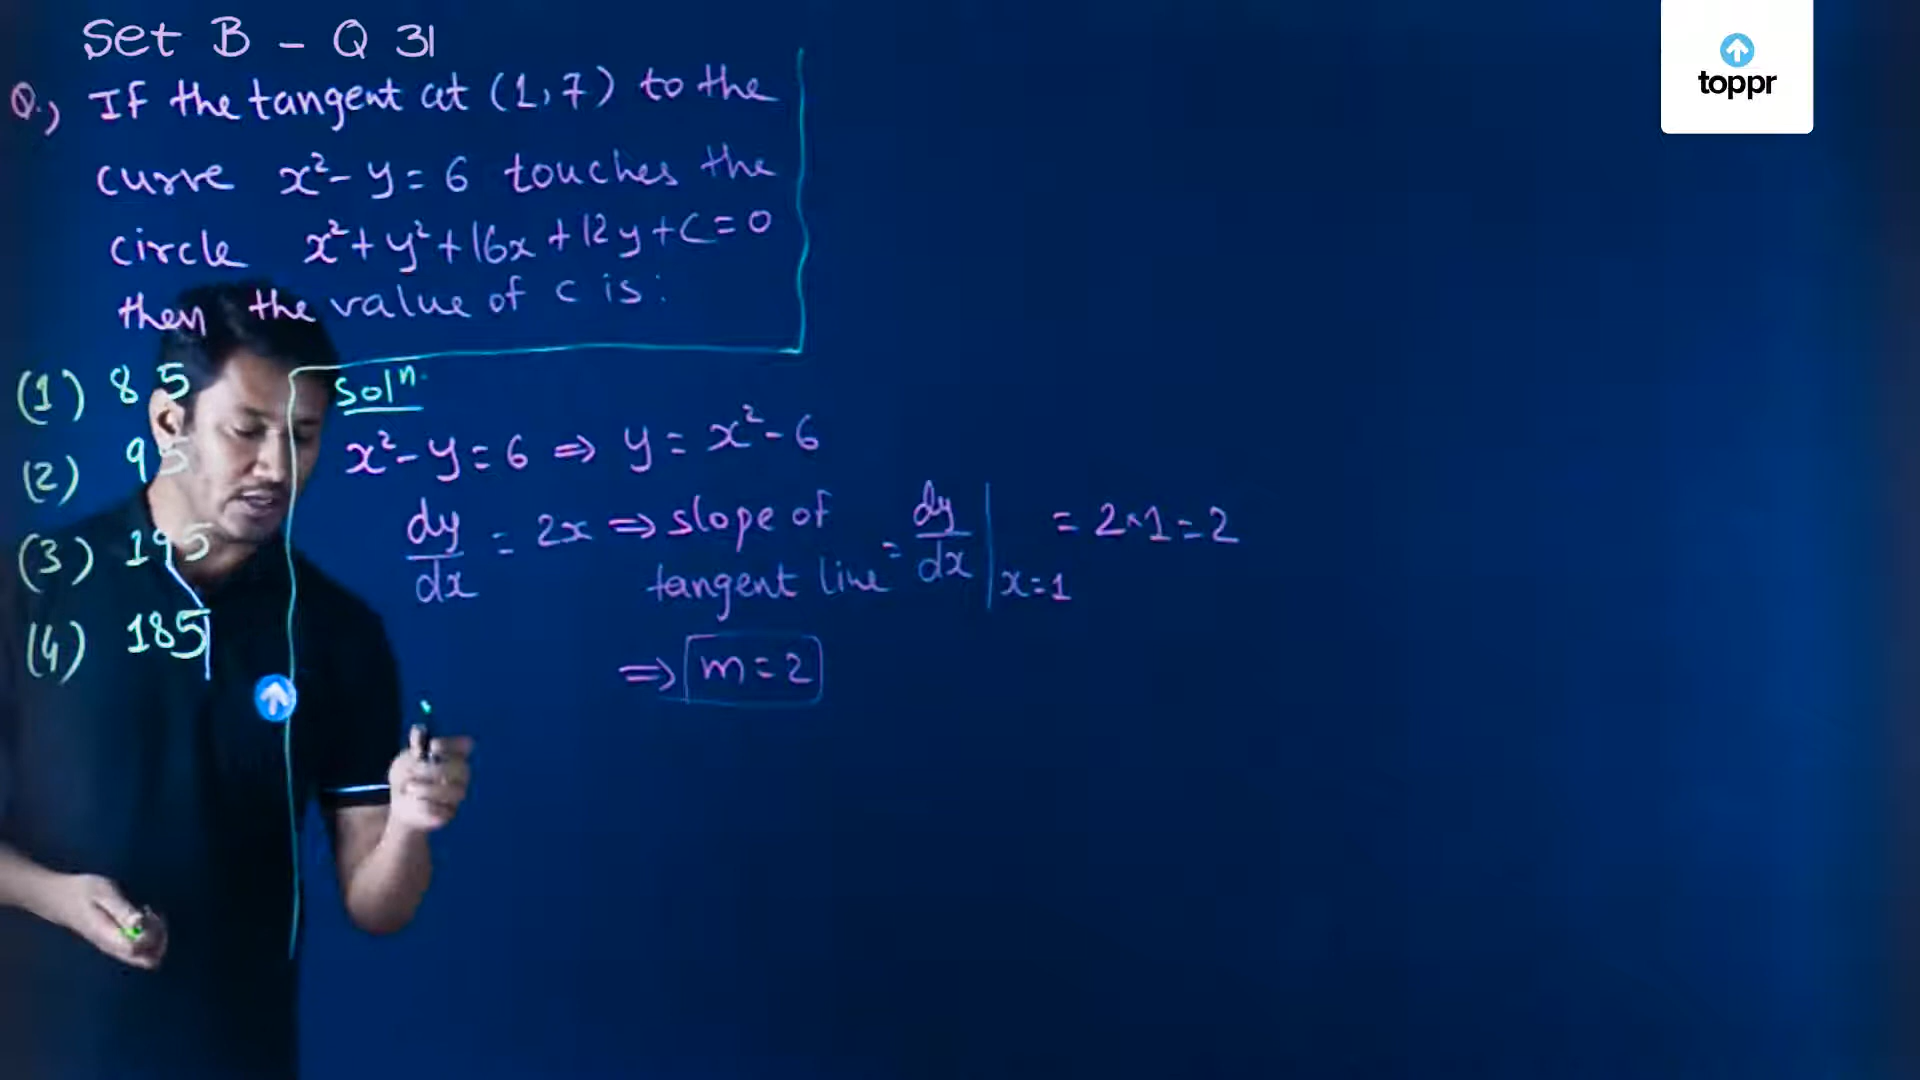 Set B - Q 31
Q.) If the tangent at (1,7) to the
curve x²- y = 6 touches the
circle x²+ y²+16x+12y+c=0
then the value of c is:
(1) 85
(2) 95
(3) 195
(4) 185
Solⁿ.
x²-y=6 ⇒ y = x²-6
dy/dx = 2x ⇒ slope of tangent line = dy/dx |x=1 = 2×1=2
⇒ m=2
toppr